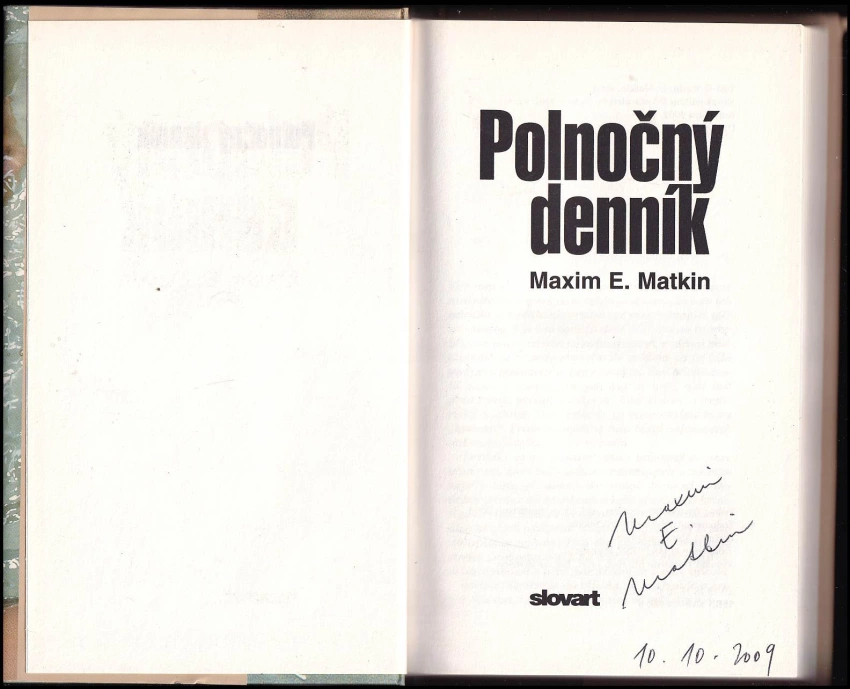 Polnočný
denník
Maxim E. Matkin
Maxim
E.
Matkin
slovart
10. 10. 2009